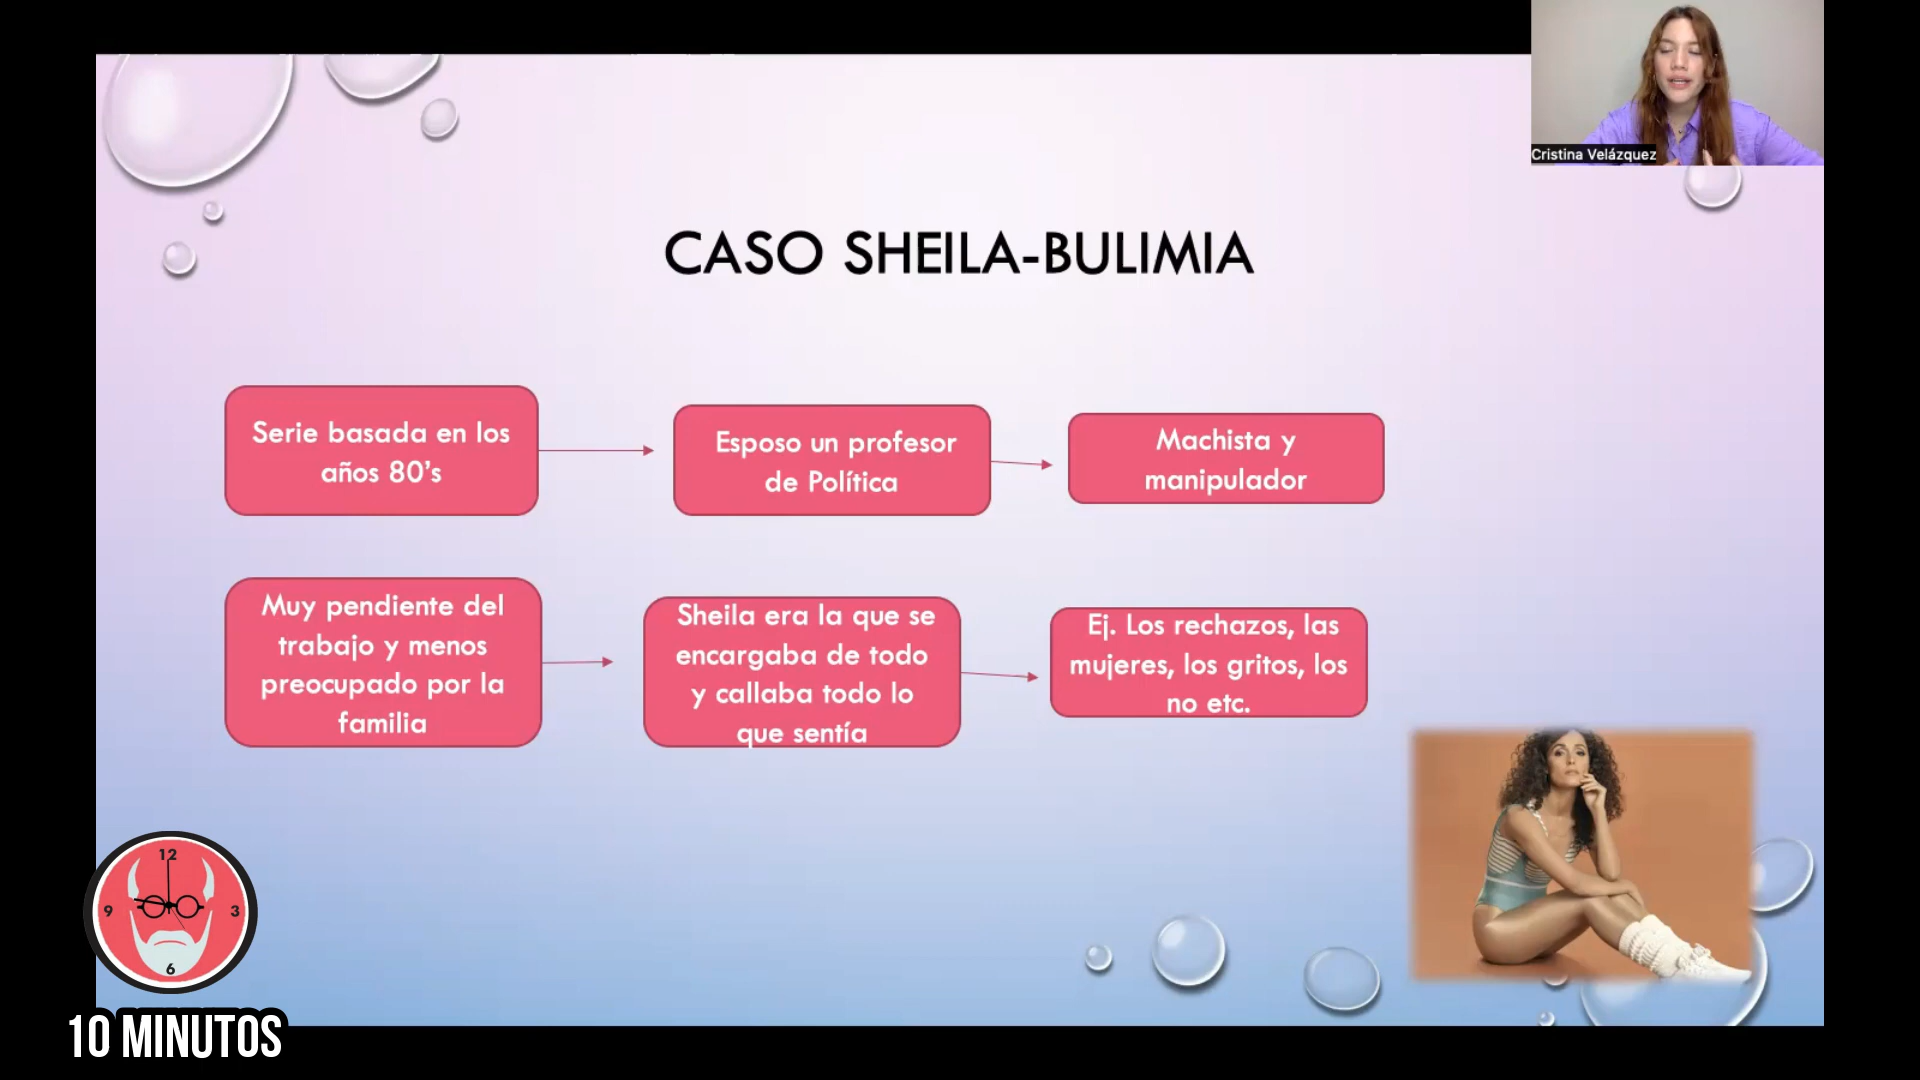 Cristina Velázquez
CASO SHEILA-BULIMIA
Serie basada en los
años 80's
Esposo un profesor
de Política
Machista y
manipulador
Muy pendiente del
trabajo y menos
preocupado por la
familia
Sheila era la que se
encargaba de todo
y callaba todo lo
que sentía
Ej. Los rechazos, las
mujeres, los gritos, los
no etc.
12
9
3
6
10 MINUTOS